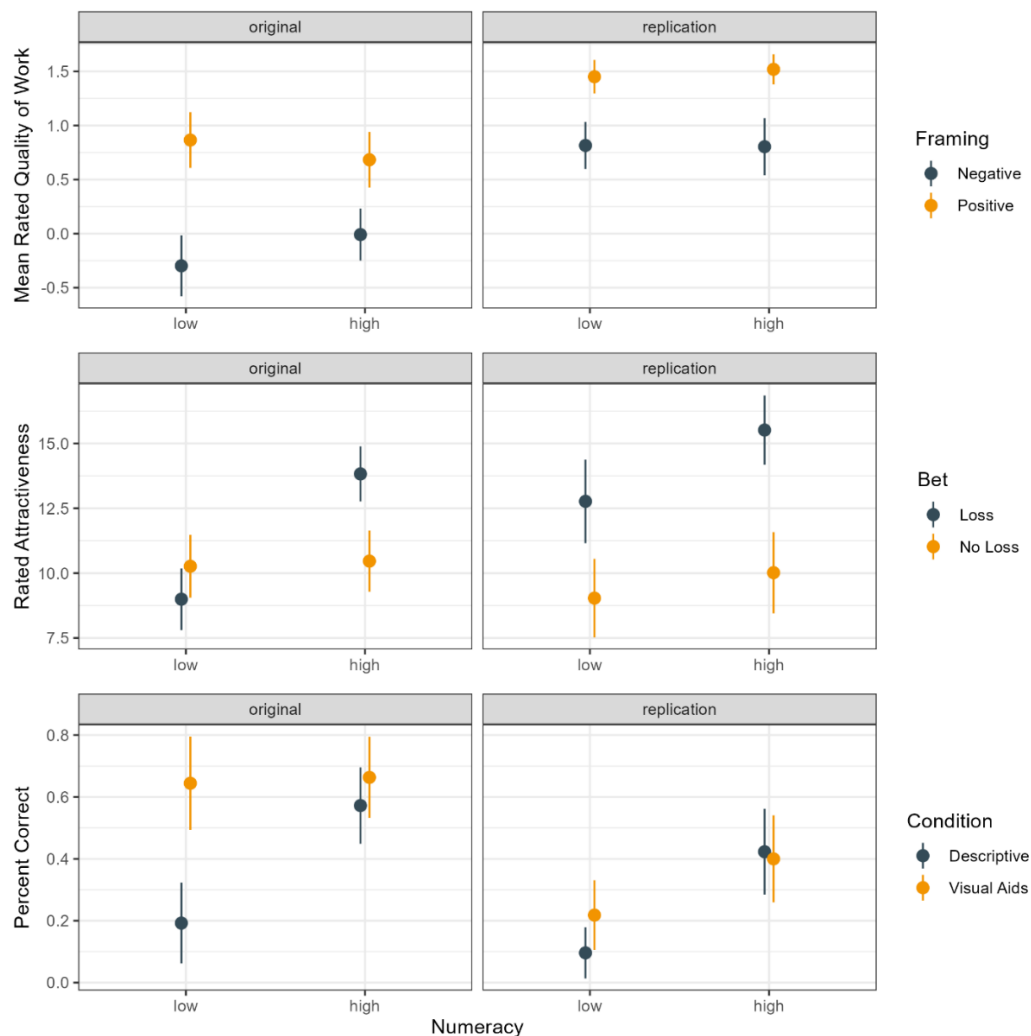 original replication
Mean Rated Quality of Work
1.5
1.0
0.5
0.0
-0.5
low high low high
Framing
Negative
Positive
original replication
Rated Attractiveness
15.0
12.5
10.0
7.5
low high low high
Bet
Loss
No Loss
original replication
Percent Correct
0.8
0.6
0.4
0.2
0.0
low high low high
Condition
Descriptive
Visual Aids
Numeracy